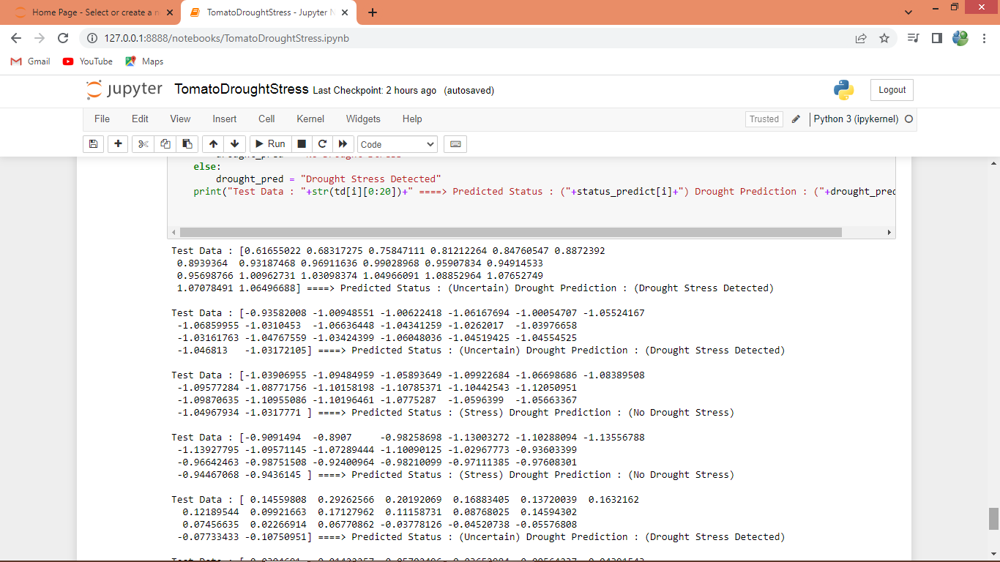 Home Page - Select or create a n
TomatoDroughtStress - Jupyter N
127.0.0.1:8888/notebooks/TomatoDroughtStress.ipynb
Gmail YouTube Maps
jupyter TomatoDroughtStress Last Checkpoint: 2 hours ago (autosaved)
Logout
File Edit View Insert Cell Kernel Widgets Help
Trusted Python 3 (ipykernel)
Run Code
else:
drought_pred = "Drought Stress Detected"
print("Test Data : "+str(td[i][0:20])+" ====> Predicted Status : ("+status_predict[i]+") Drought Prediction : ("+drought_pred
Test Data : [0.61655022 0.68317275 0.75847111 0.81212264 0.84760547 0.8872392
0.8939364 0.93187468 0.96911636 0.99028968 0.95907834 0.94914533
0.95698766 1.00962731 1.03098374 1.04966091 1.08852964 1.07652749
1.07078491 1.06496688] ====> Predicted Status : (Uncertain) Drought Prediction : (Drought Stress Detected)
Test Data : [-0.93582008 -1.00948551 -1.00622418 -1.06167694 -1.00054707 -1.05524167
-1.06859955 -1.0310453 -1.06636448 -1.04341259 -1.0262017 -1.03976658
-1.03161763 -1.04767559 -1.03424399 -1.06048036 -1.04519425 -1.04554525
-1.046813 -1.03172105] ====> Predicted Status : (Uncertain) Drought Prediction : (Drought Stress Detected)
Test Data : [-1.03906955 -1.09484959 -1.05893649 -1.09922684 -1.06698686 -1.08389508
-1.09577284 -1.08771756 -1.10158198 -1.10785371 -1.10442543 -1.12050951
-1.09870635 -1.10955086 -1.10196461 -1.0775287 -1.0596399 -1.05663367
-1.04967934 -1.0317771 ] ====> Predicted Status : (Stress) Drought Prediction : (No Drought Stress)
Test Data : [-0.9091494 -0.8907 -0.98258698 -1.13003272 -1.10288094 -1.13556788
-1.13927795 -1.09571145 -1.07289444 -1.10090125 -1.02967773 -0.93603399
-0.96642463 -0.98751508 -0.92400964 -0.98210099 -0.97111385 -0.97608301
-0.94467068 -0.9436145 ] ====> Predicted Status : (Stress) Drought Prediction : (No Drought Stress)
Test Data : [ 0.14559808 0.29262566 0.20192069 0.16883405 0.13720039 0.1632162
0.12189544 0.09921663 0.17127962 0.11158731 0.08768025 0.14594302
0.07456635 0.02266914 0.06770862 -0.03778126 -0.04520738 -0.05576808
-0.07733433 -0.10750951] ====> Predicted Status : (Uncertain) Drought Prediction : (Drought Stress Detected)